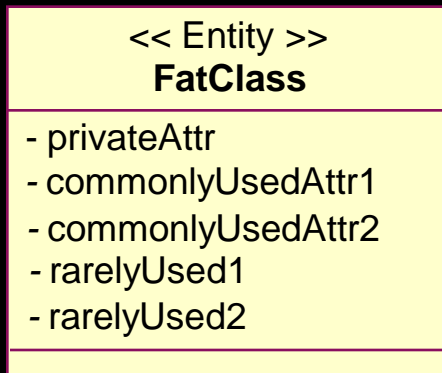 << Entity >>
FatClass
- privateAttr
- commonlyUsedAttr1
- commonlyUsedAttr2
- rarelyUsed1
- rarelyUsed2